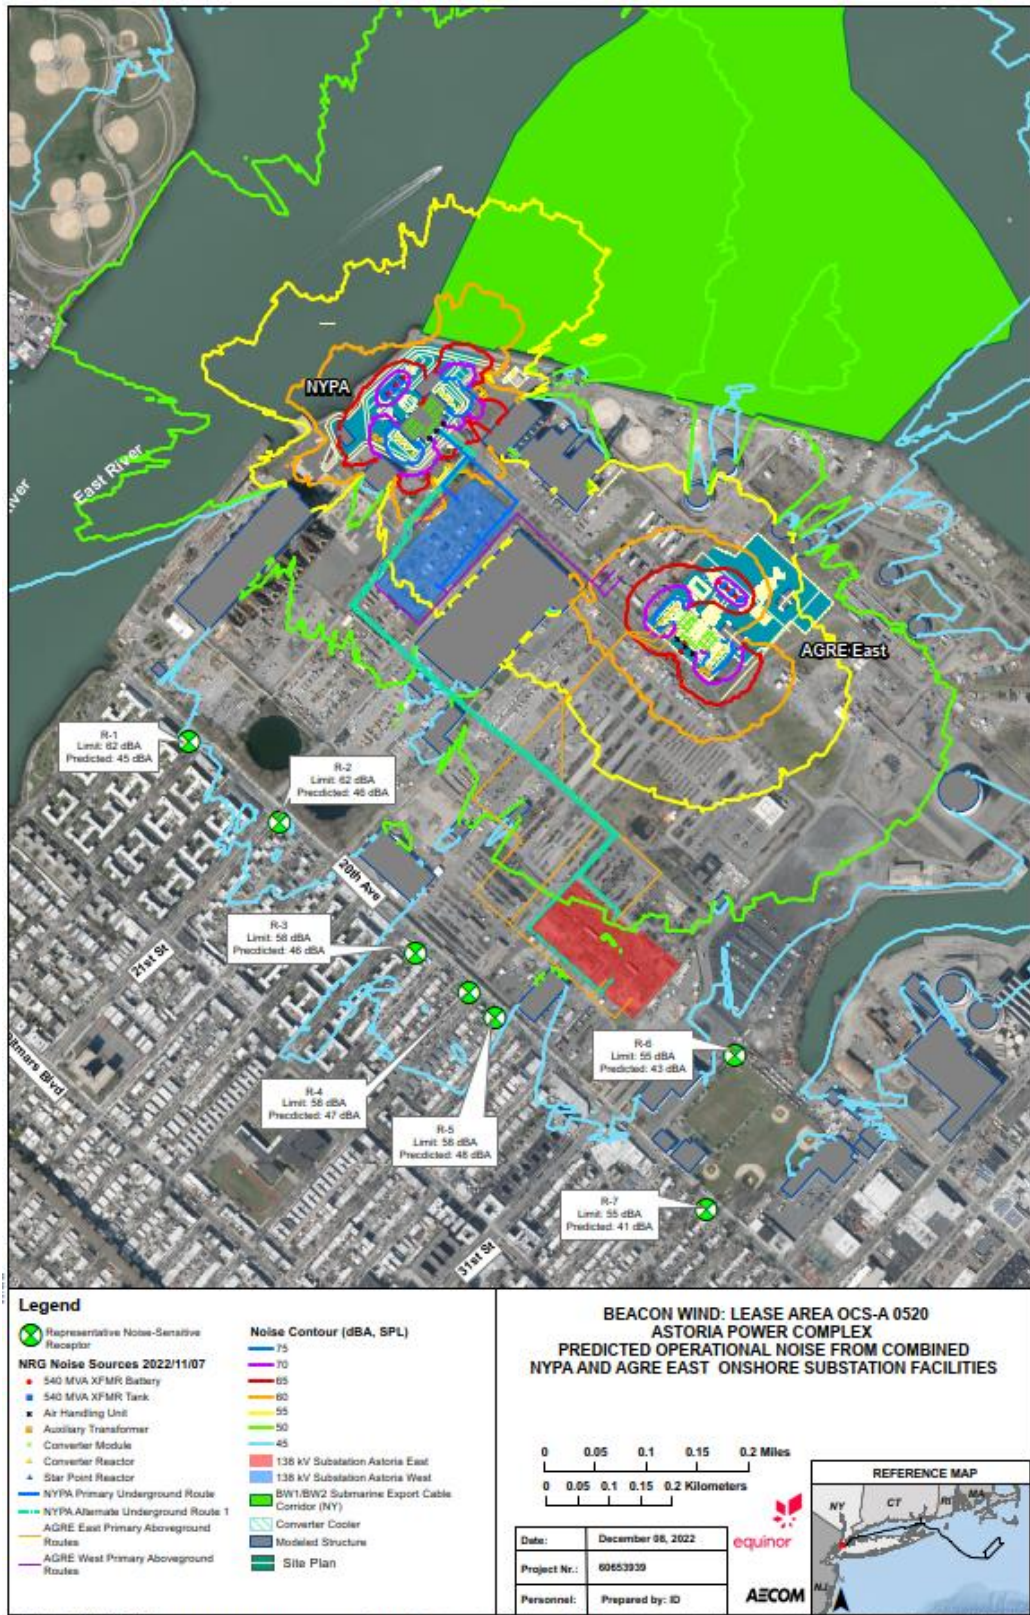 NYPA
East River
AGRE East
R-1
Limit: 62 dBA
Predicted: 45 dBA
R-2
Limit: 62 dBA
Precdicted: 46 dBA
20th Ave
R-3
Limit: 58 dBA
Precdicted: 46 dBA
21st St
R-4
Limit: 58 dBA
Precdicted: 47 dBA
R-5
Limit: 58 dBA
Precdicted: 48 dBA
R-6
Limit: 55 dBA
Predicted: 43 dBA
R-7
Limit: 55 dBA
Predicted: 41 dBA
31st St
Blvd
Legend
Representative Noise-Sensitive
Receptor
NRG Noise Sources 2022/11/07
540 MVA XFMR Battery
540 MVA XFMR Tank
Air Handling Unit
Auxiliary Transformer
Converter Module
Converter Reactor
Star Point Reactor
NYPA Primary Underground Route
NYPA Alternate Underground Route 1
AGRE East Primary Aboveground
Routes
AGRE West Primary Aboveground
Routes
Noise Contour (dBA, SPL)
75
70
65
60
55
50
45
138 kV Substation Astoria East
138 kV Substation Astoria West
BW1/BW2 Submarine Export Cable
Corridor (NY)
Converter Cooler
Modeled Structure
Site Plan
BEACON WIND: LEASE AREA OCS-A 0520
ASTORIA POWER COMPLEX
PREDICTED OPERATIONAL NOISE FROM COMBINED
NYPA AND AGRE EAST ONSHORE SUBSTATION FACILITIES
0 0.05 0.1 0.15 0.2 Miles
0 0.05 0.1 0.15 0.2 Kilometers
Date: December 08, 2022
Project Nr.: 60653939
Personnel: Prepared by: ID
equinor
AECOM
REFERENCE MAP
NY CT RI MA
NJ